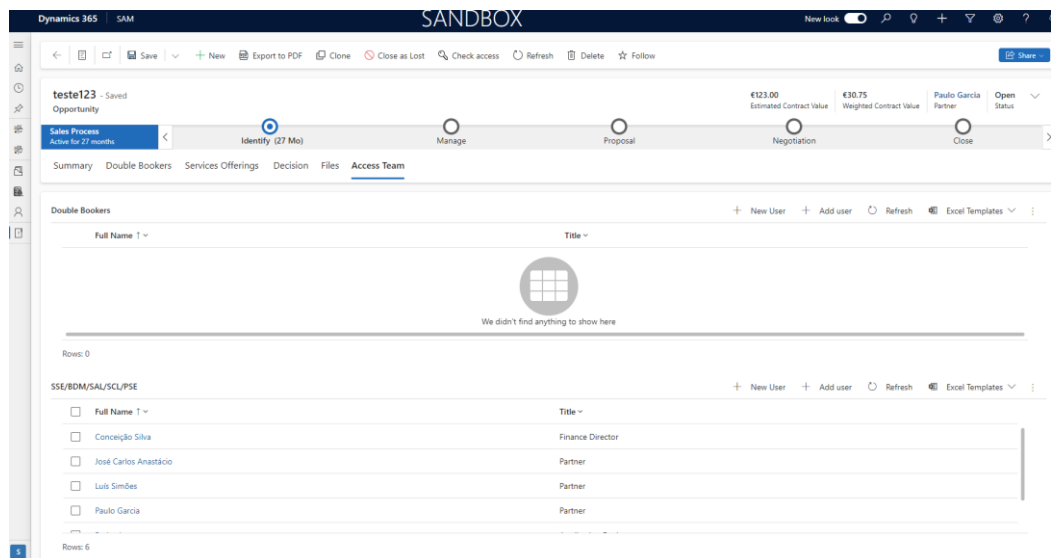 Dynamics 365 SAM SANDBOX New look
Save New Export to PDF Clone Close as Lost Check access Refresh Delete Follow Share
teste123 - Saved
Opportunity
€123.00 €30.75 Paulo Garcia Open
Estimated Contract Value Weighted Contract Value Partner Status
Sales Process
Active for 27 months
Identify (27 Mo) Manage Proposal Negotiation Close
Summary Double Bookers Services Offerings Decision Files Access Team
Double Bookers + New User + Add user Refresh Excel Templates
Full Name ↑ Title
We didn't find anything to show here
Rows: 0
SSE/BDM/SAL/SCL/PSE + New User + Add user Refresh Excel Templates
Full Name ↑ Title
Conceição Silva Finance Director
José Carlos Anastácio Partner
Luís Simões Partner
Paulo Garcia Partner
Rows: 6
S